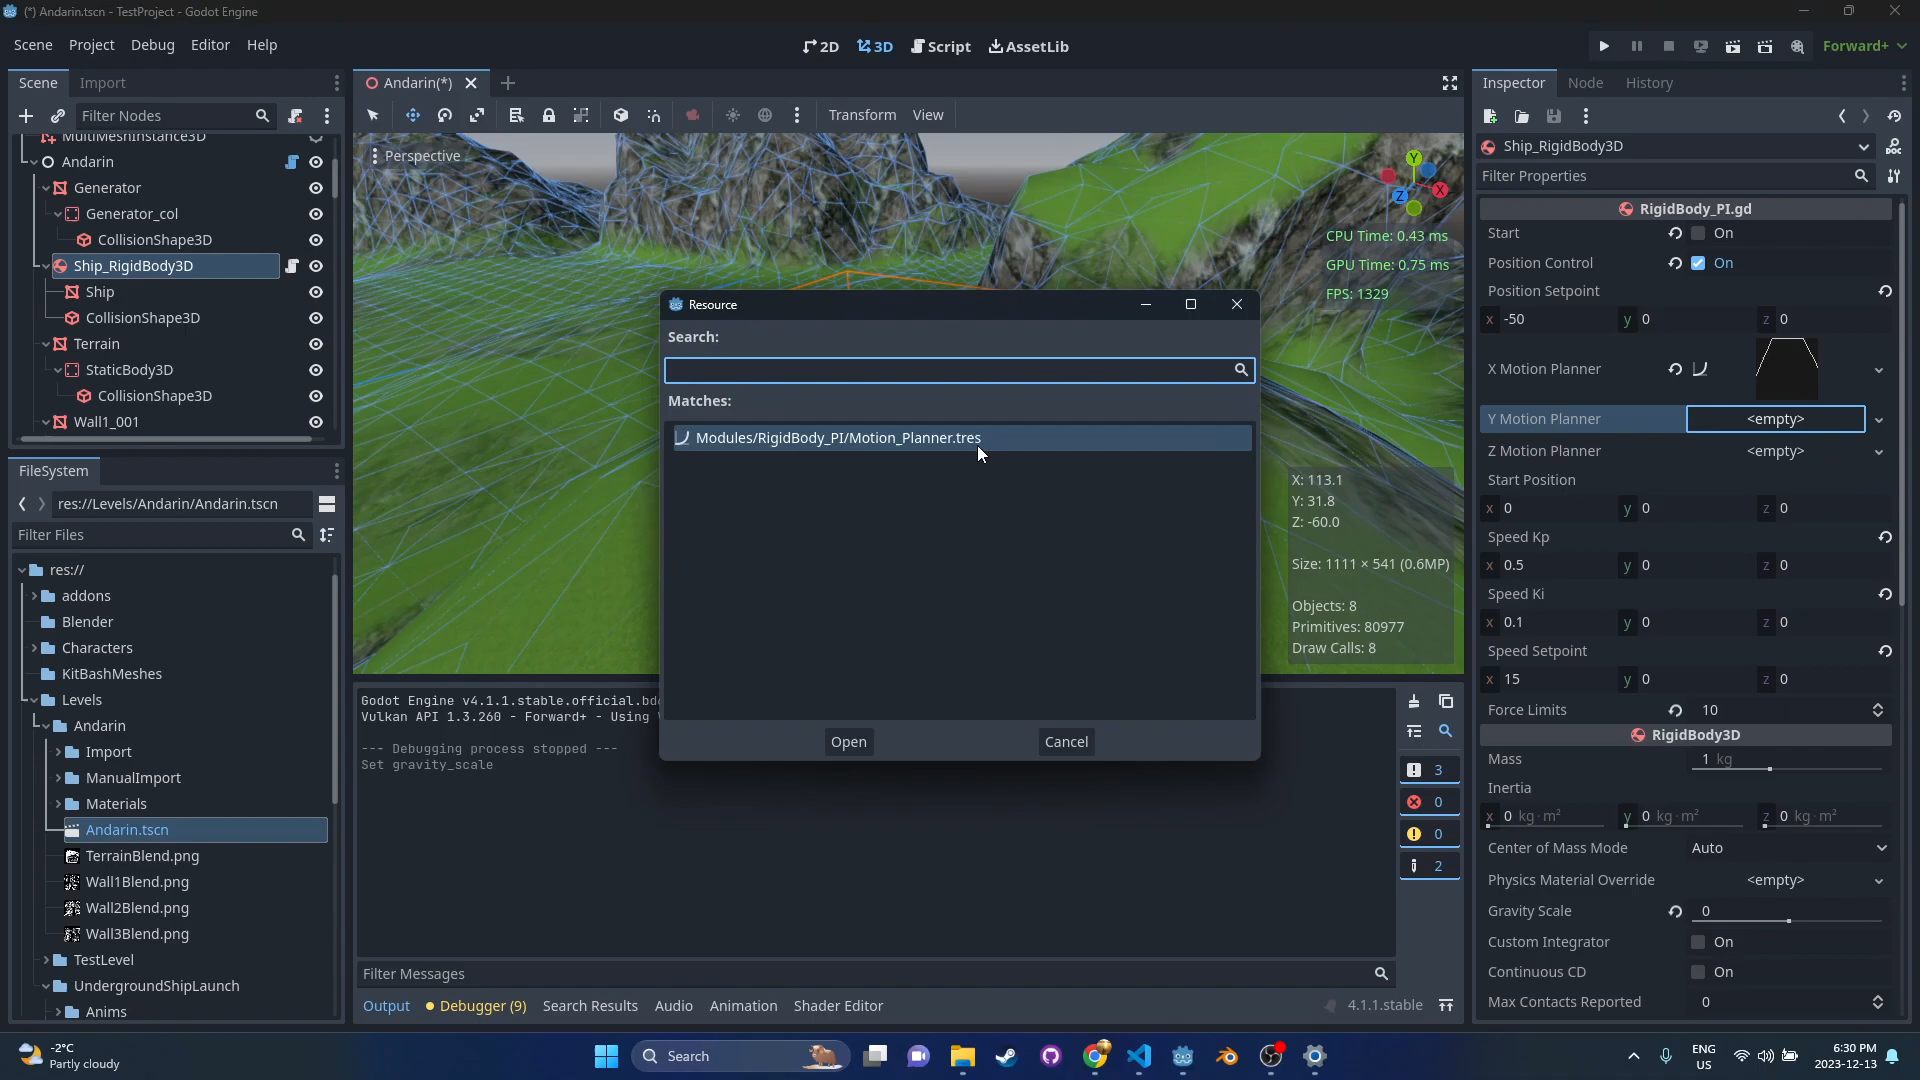 (*) Andarin.tscn - TestProject - Godot Engine
Scene Project Debug Editor Help
2D 3D Script AssetLib
Forward+
Scene Import
Filter Nodes
MultiMeshInstance3D
Andarin
Generator
Generator_col
CollisionShape3D
Ship_RigidBody3D
Ship
CollisionShape3D
Terrain
StaticBody3D
CollisionShape3D
Wall1_001
FileSystem
res://Levels/Andarin/Andarin.tscn
Filter Files
res://
addons
Blender
Characters
KitBashMeshes
Levels
Andarin
Import
ManualImport
Materials
Andarin.tscn
TerrainBlend.png
Wall1Blend.png
Wall2Blend.png
Wall3Blend.png
TestLevel
UndergroundShipLaunch
Anims
Andarin(*)
Transform View
Perspective
Y
X
Z
CPU Time: 0.43 ms
GPU Time: 0.75 ms
FPS: 1329
X: 113.1
Y: 31.8
Z: -60.0
Size: 1111 × 541 (0.6MP)
Objects: 8
Primitives: 80977
Draw Calls: 8
Resource
Search:
Matches:
Modules/RigidBody_PI/Motion_Planner.tres
Open Cancel
Godot Engine v4.1.1.stable.official.bd
Vulkan API 1.3.260 - Forward+ - Using
--- Debugging process stopped ---
Set gravity_scale
3
0
0
2
Filter Messages
Output Debugger (9) Search Results Audio Animation Shader Editor
4.1.1.stable
Inspector Node History
Ship_RigidBody3D
Filter Properties
RigidBody_PI.gd
Start On
Position Control On
Position Setpoint
x -50 y 0 z 0
X Motion Planner
Y Motion Planner <empty>
Z Motion Planner <empty>
Start Position
x 0 y 0 z 0
Speed Kp
x 0.5 y 0 z 0
Speed Ki
x 0.1 y 0 z 0
Speed Setpoint
x 15 y 0 z 0
Force Limits 10
RigidBody3D
Mass 1 kg
Inertia
x 0 kg·m² y 0 kg·m² z 0 kg·m²
Center of Mass Mode Auto
Physics Material Override <empty>
Gravity Scale 0
Custom Integrator On
Continuous CD On
Max Contacts Reported 0
-2°C
Partly cloudy
Search
ENG
US
6:30 PM
2023-12-13